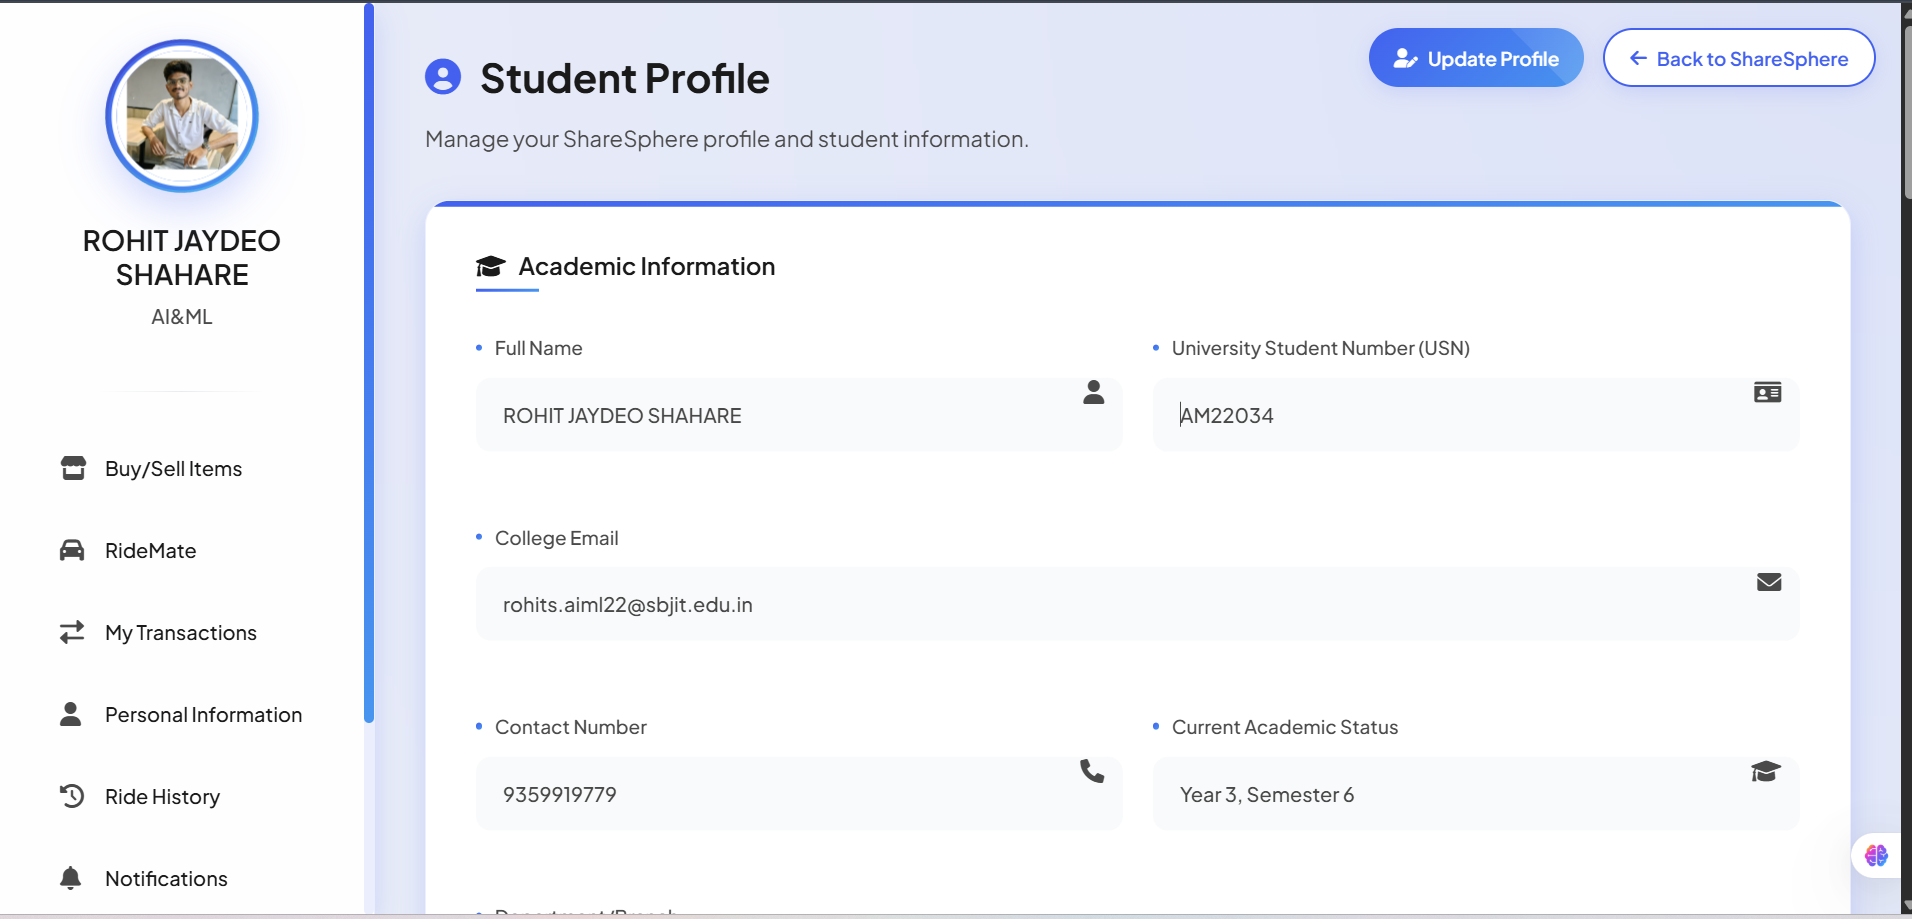 ROHIT JAYDEO
SHAHARE
AI&ML
Buy/Sell Items
RideMate
My Transactions
Personal Information
Ride History
Notifications
Student Profile
Manage your ShareSphere profile and student information.
Update Profile
Back to ShareSphere
Academic Information
Full Name
ROHIT JAYDEO SHAHARE
University Student Number (USN)
AM22034
College Email
rohits.aiml22@sbjit.edu.in
Contact Number
9359919779
Current Academic Status
Year 3, Semester 6
Department/Branch